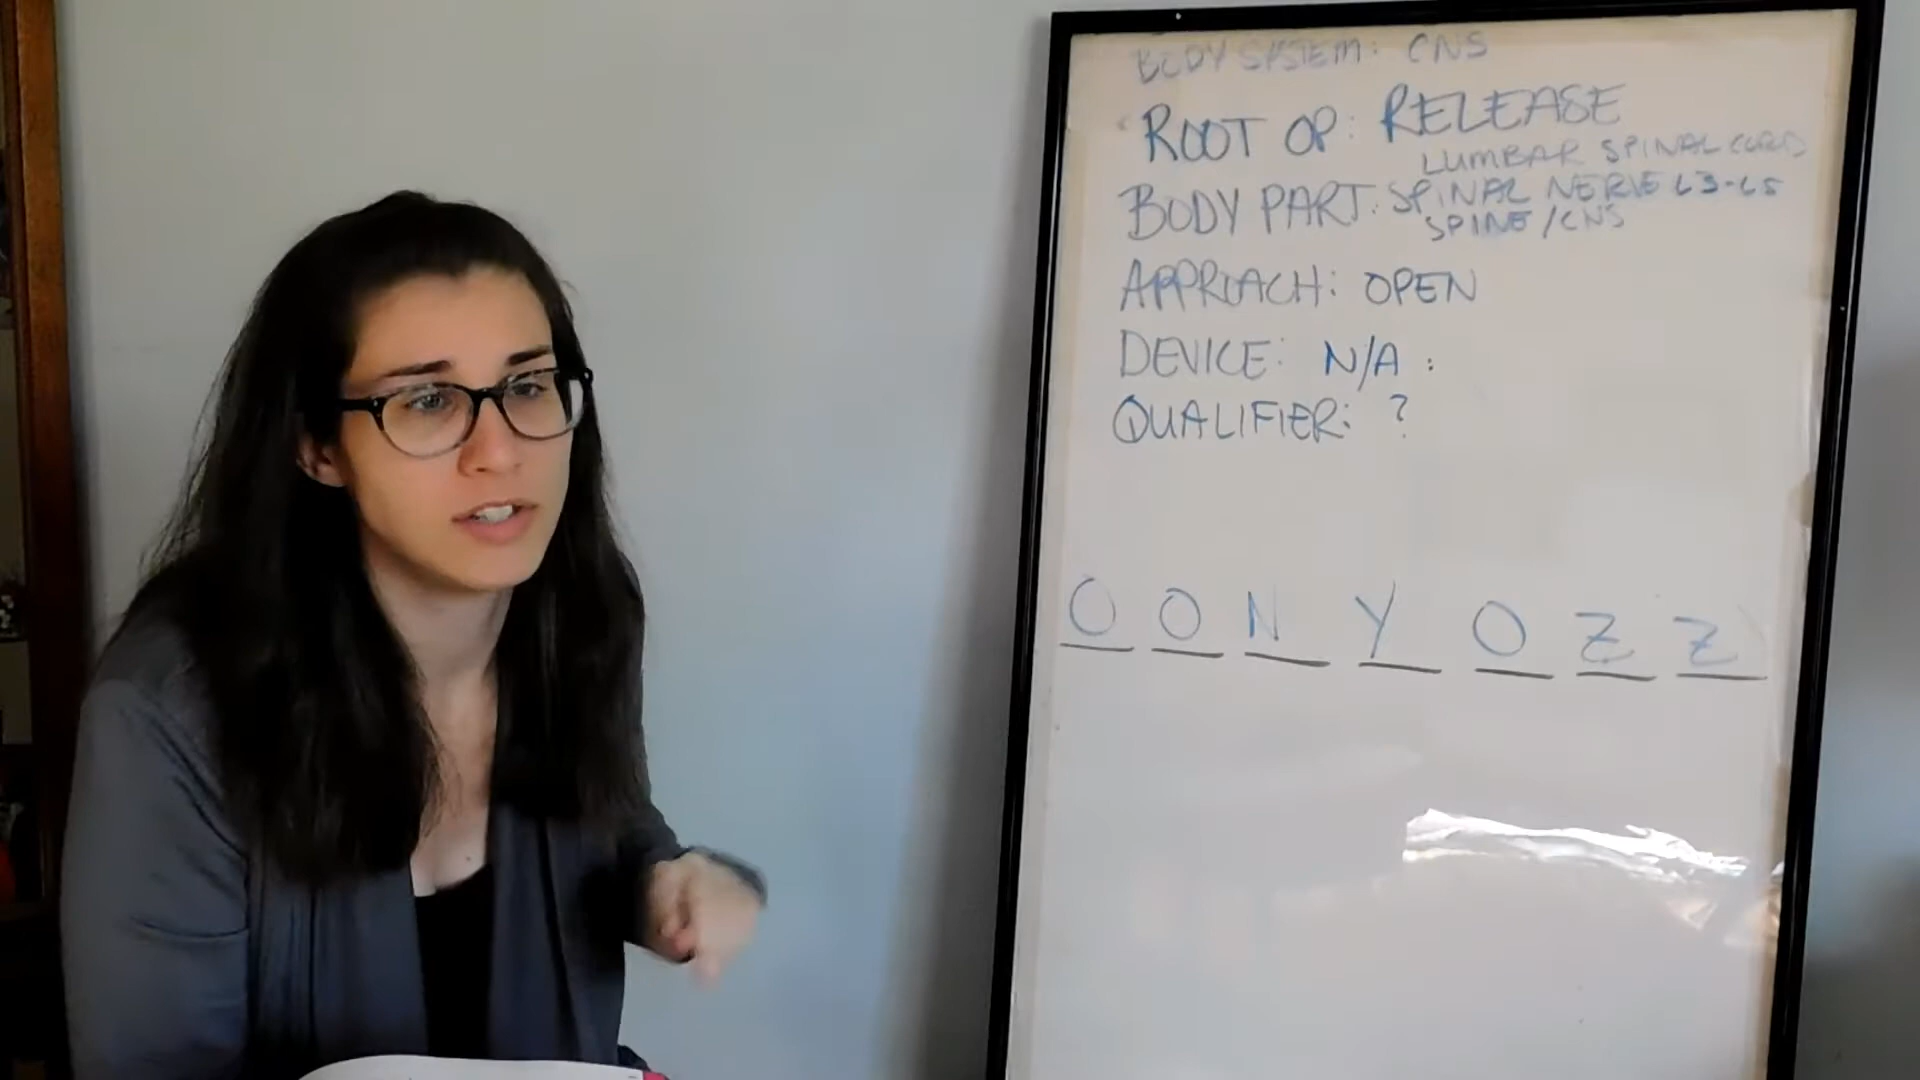 BODY SYSTEM: CNS
ROOT OP: RELEASE
LUMBAR SPINAL CORD
BODY PART: SPINAL NERVE L3-L5
SPINE/CNS
APPROACH: OPEN
DEVICE: N/A :
QUALIFIER: ?
0 0 N Y 0 Z Z